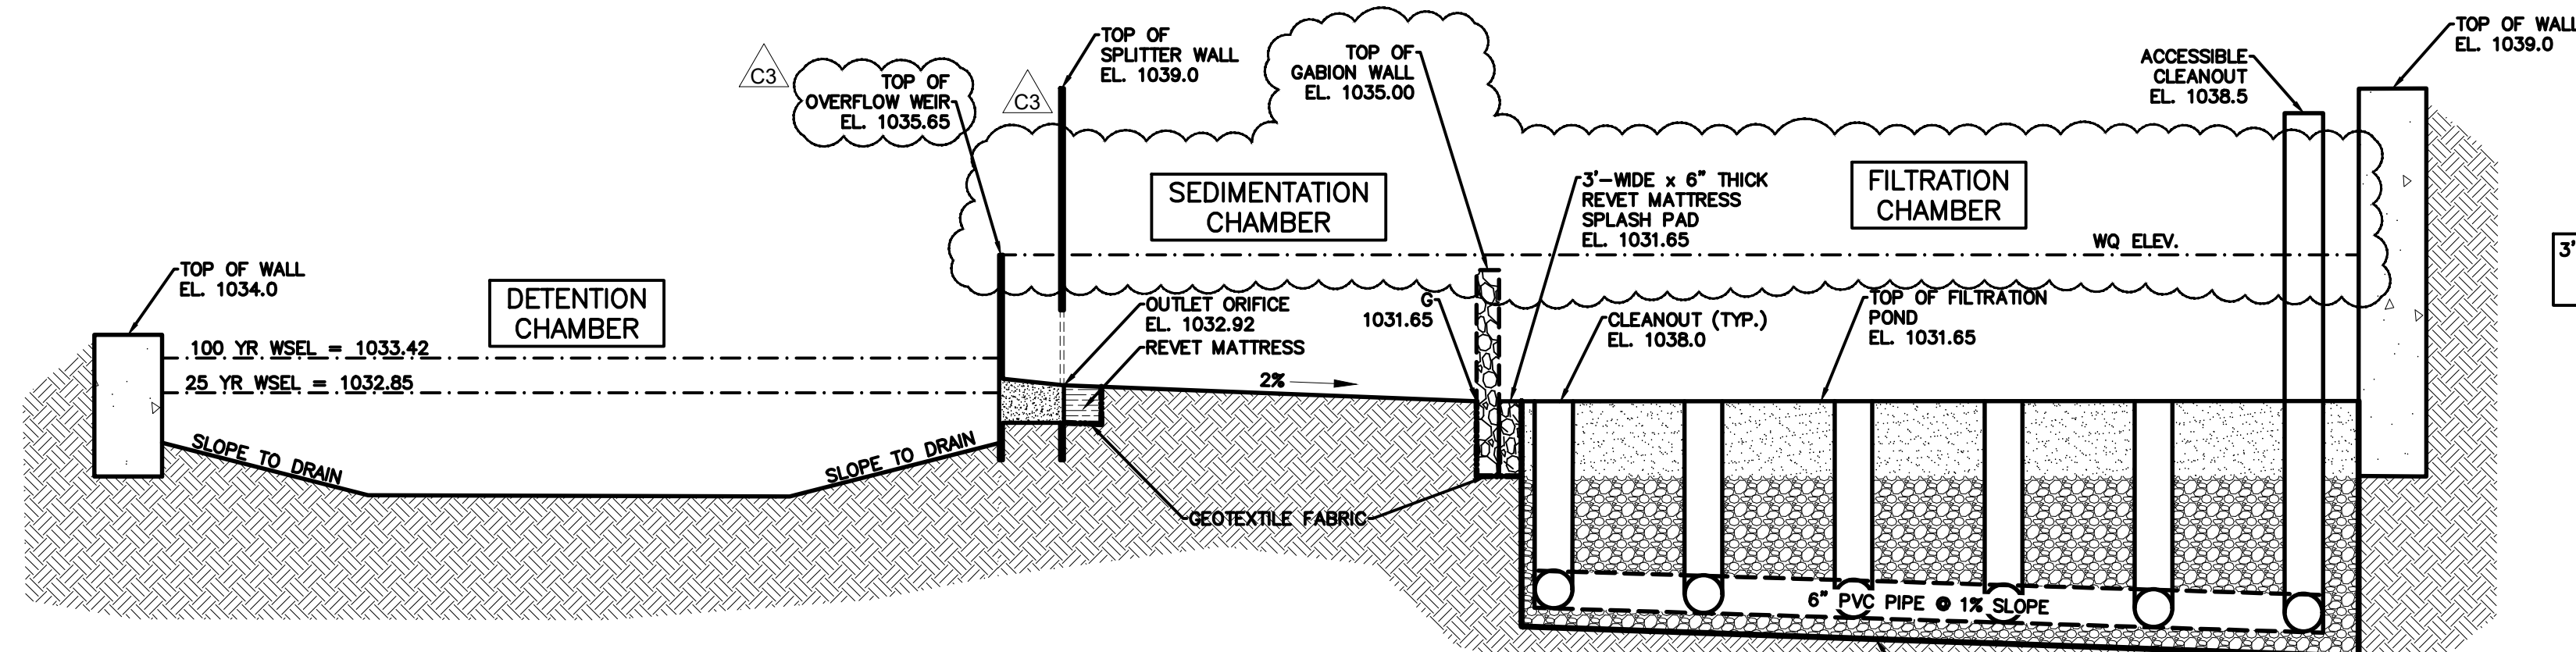 C3
TOP OF
OVERFLOW WEIR
EL. 1035.65
TOP OF
SPLITTER WALL
EL. 1039.0
C3
TOP OF
GABION WALL
EL. 1035.00
ACCESSIBLE
CLEANOUT
EL. 1038.5
TOP OF WALL
EL. 1039.0
SEDIMENTATION
CHAMBER
3'-WIDE x 6" THICK
REVET MATTRESS
SPLASH PAD
EL. 1031.65
FILTRATION
CHAMBER
WQ ELEV.
3'
TOP OF WALL
EL. 1034.0
DETENTION
CHAMBER
OUTLET ORIFICE
EL. 1032.92
REVET MATTRESS
G
1031.65
CLEANOUT (TYP.)
EL. 1038.0
TOP OF FILTRATION
POND
EL. 1031.65
100 YR WSEL = 1033.42
25 YR WSEL = 1032.85
2%
SLOPE TO DRAIN
SLOPE TO DRAIN
GEOTEXTILE FABRIC
6" PVC PIPE @ 1% SLOPE